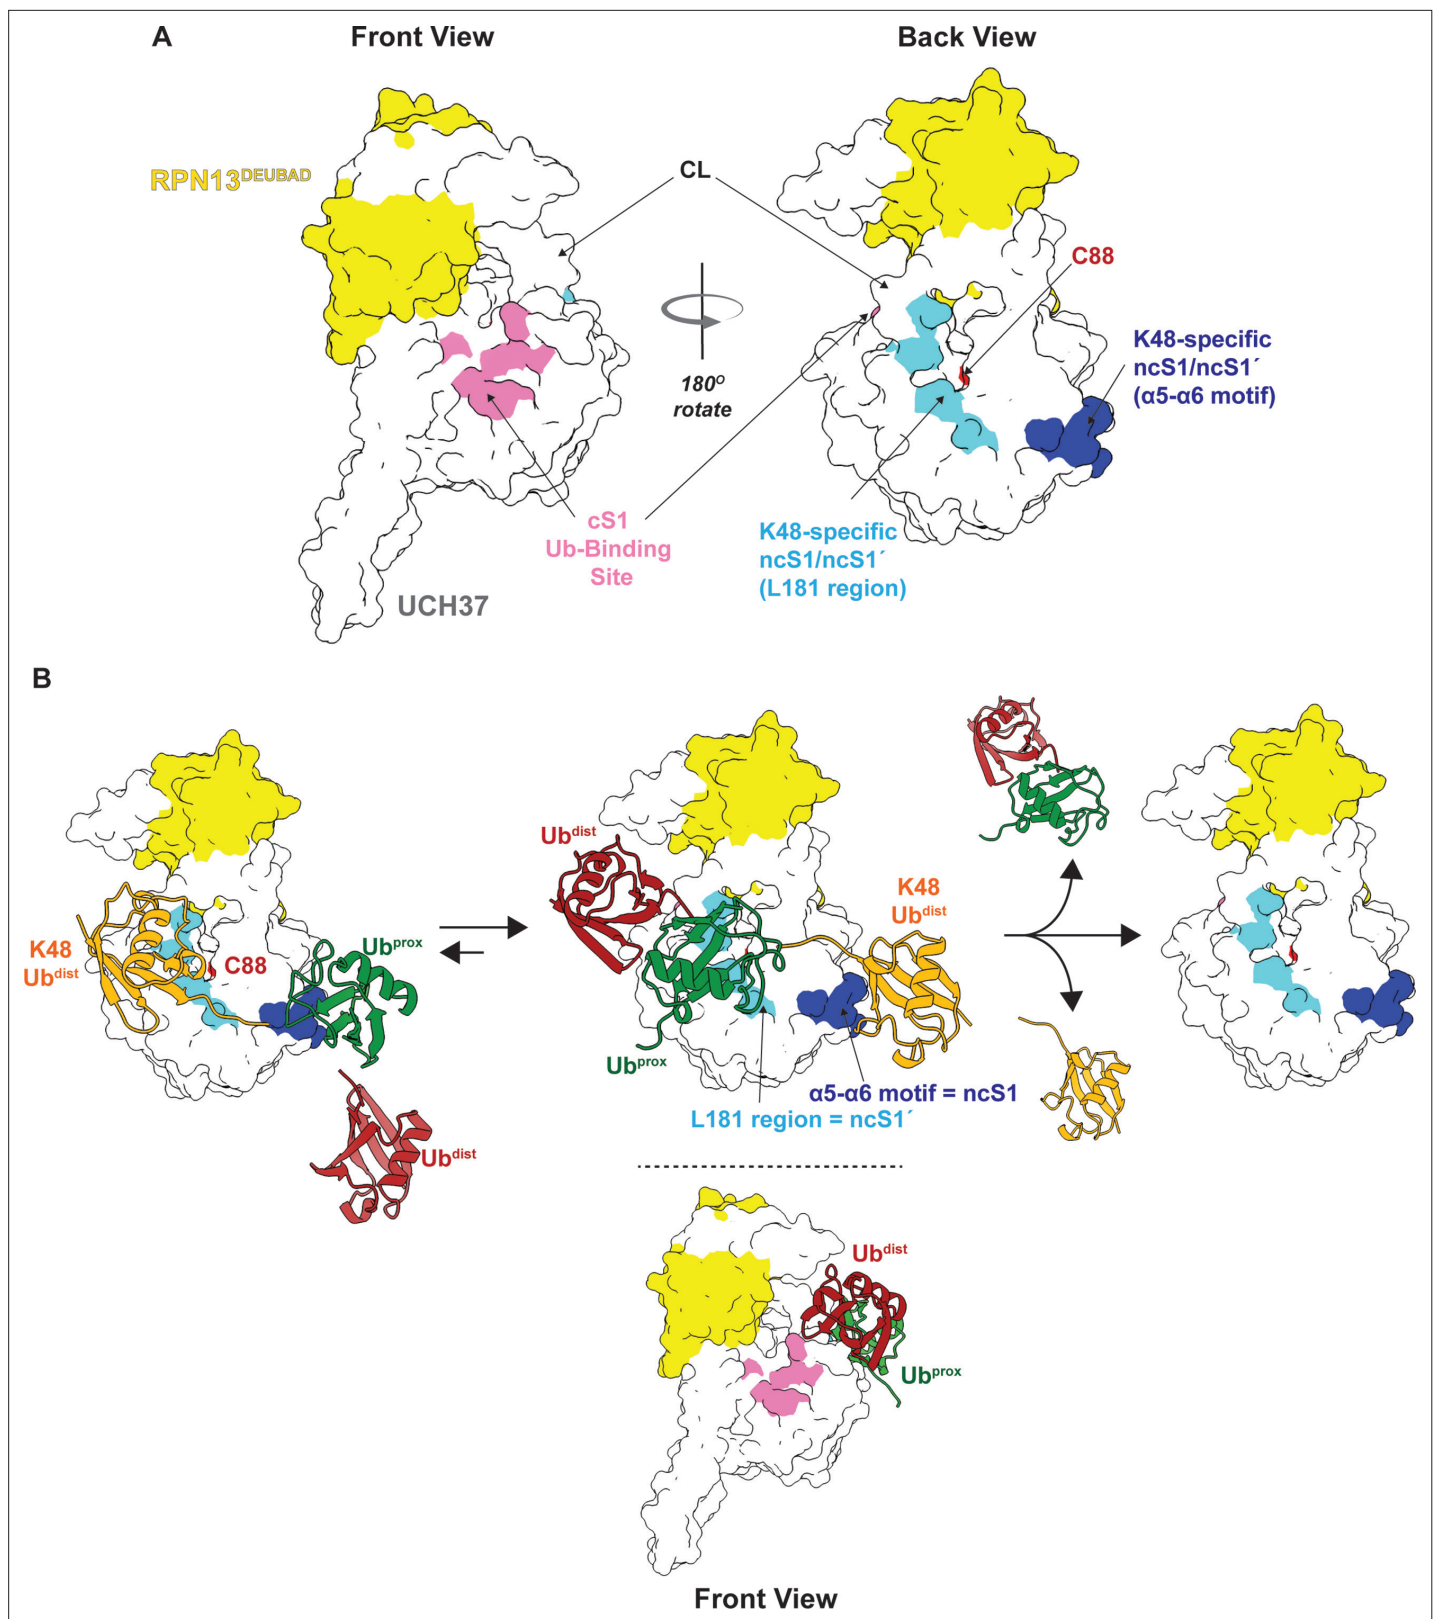 A
Front View
Back View
RPN13DEUBAD
CL
C88
180O
rotate
K48-specific
ncS1/ncS1´
(α5-α6 motif)
cS1
Ub-Binding
Site
K48-specific
ncS1/ncS1´
(L181 region)
UCH37
B
K48
Ubdist
C88
Ubprox
Ubdist
Ubdist
K48
Ubdist
Ubprox
α5-α6 motif = ncS1
L181 region = ncS1´
Ubdist
Ubprox
Front View